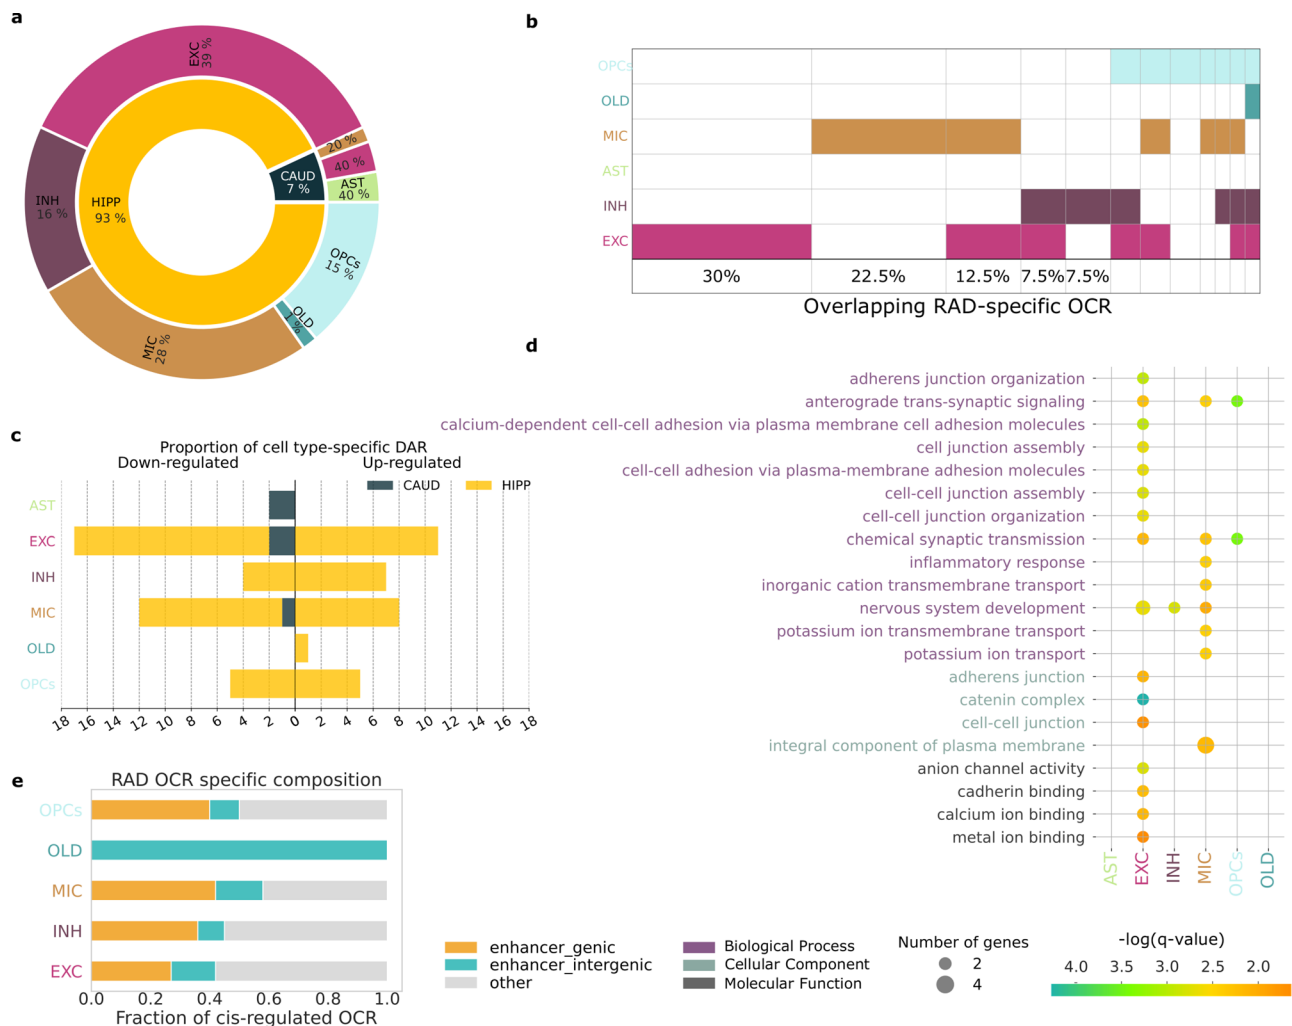 a
EXC
39 %
20 %
40 %
AST
40 %
CAUD
7 %
HIPP
93 %
INH
16 %
OPCs
15 %
OLD
1 %
MIC
28 %
b
OPCs
OLD
MIC
AST
INH
EXC
30%
22.5%
12.5%
7.5%
7.5%
Overlapping RAD-specific OCR
c
Proportion of cell type-specific DAR
Down-regulated
Up-regulated
CAUD
HIPP
AST
EXC
INH
MIC
OLD
OPCs
18 16 14 12 10 8 6 4 2 0 2 4 6 8 10 12 14 16 18
d
adherens junction organization
anterograde trans-synaptic signaling
calcium-dependent cell-cell adhesion via plasma membrane cell adhesion molecules
cell junction assembly
cell-cell adhesion via plasma-membrane adhesion molecules
cell-cell junction assembly
cell-cell junction organization
chemical synaptic transmission
inflammatory response
inorganic cation transmembrane transport
nervous system development
potassium ion transmembrane transport
potassium ion transport
adherens junction
catenin complex
cell-cell junction
integral component of plasma membrane
anion channel activity
cadherin binding
calcium ion binding
metal ion binding
AST
EXC
INH
MIC
OPCs
OLD
e
RAD OCR specific composition
OPCs
OLD
MIC
INH
EXC
0.0 0.2 0.4 0.6 0.8 1.0
Fraction of cis-regulated OCR
enhancer_genic
enhancer_intergenic
other
Biological Process
Cellular Component
Molecular Function
Number of genes
2
4
-log(q-value)
4.0 3.5 3.0 2.5 2.0